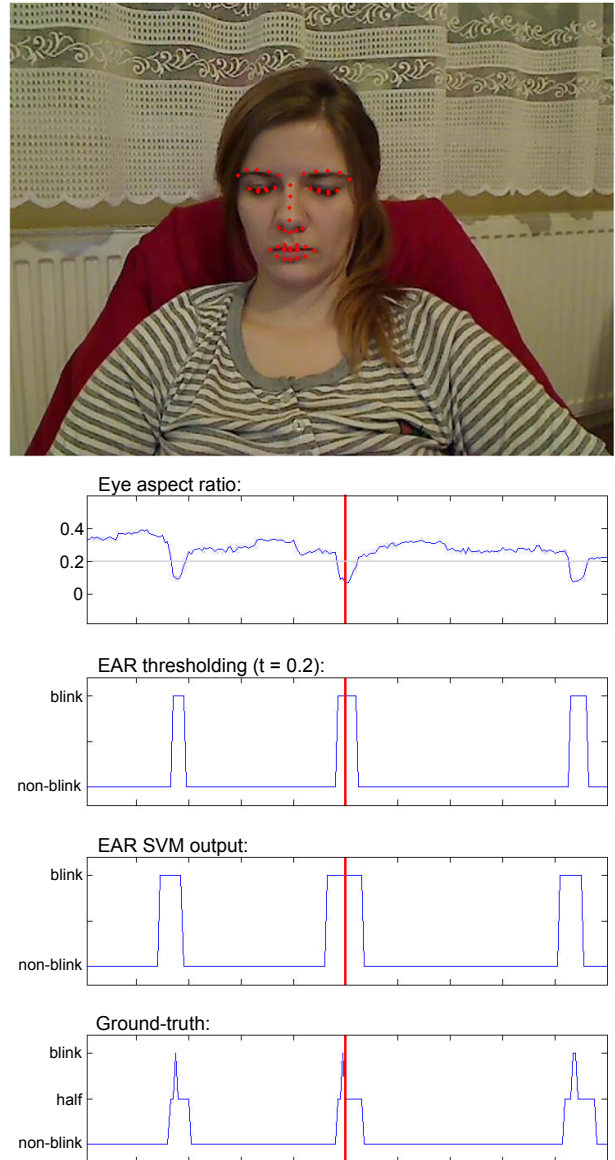 Eye aspect ratio:
0.4
0.2
0
EAR thresholding (t = 0.2):
blink
non-blink
EAR SVM output:
blink
non-blink
Ground-truth:
blink
half
non-blink